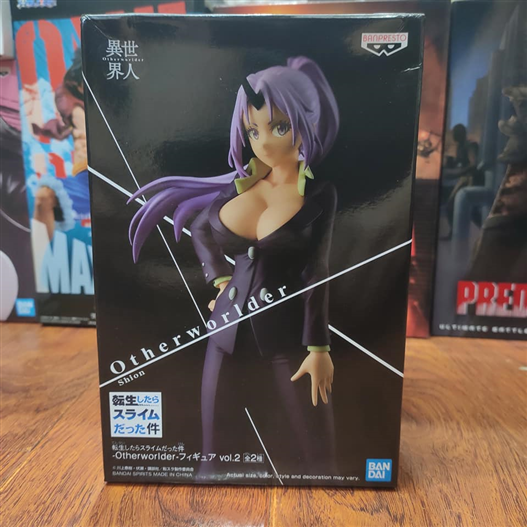 異世
Otherworlder
界人
BANPRESTO
Otherworlder
Shion
転生したら
スライム
だった件
転生したらスライムだった件
-Otherworlder-フィギュア vol.2 全2種
BANDAI SPIRITS MADE IN CHINA
Actual size, color, style and decoration may vary.
BAN
DAI
MA
PRED